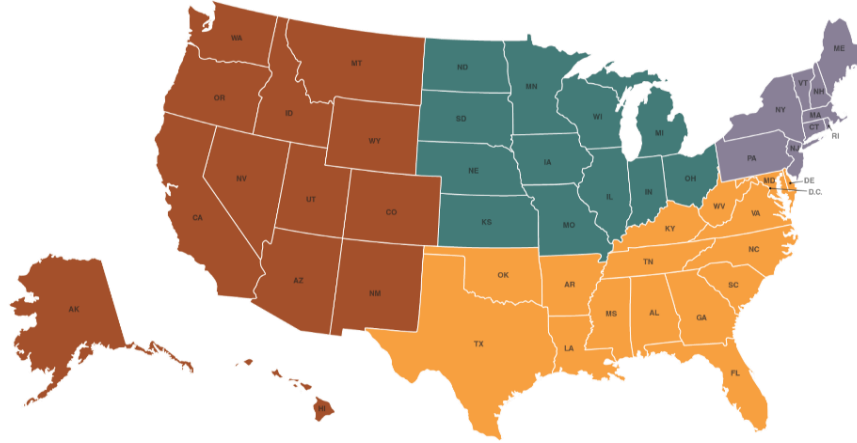 ME
WA
MT
ND
VT
NH
MN
OR
ID
SD
WI
NY
MA
CT
RI
WY
MI
PA
NJ
NE
IA
OH
NV
UT
CO
IL
IN
MD
DE
D.C.
CA
KS
MO
WV
VA
KY
NC
AZ
NM
OK
AR
TN
SC
AK
TX
LA
MS
AL
GA
FL
HI